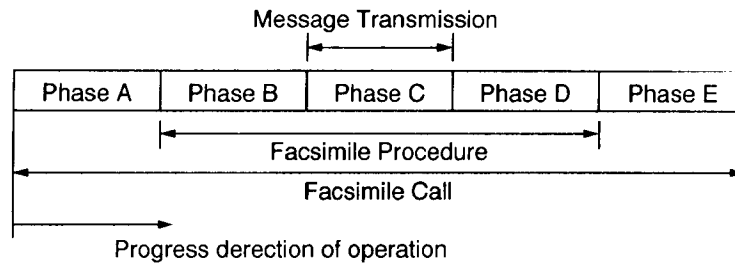 Message Transmission
Phase A Phase B Phase C Phase D Phase E
Facsimile Procedure
Facsimile Call
Progress derection of operation